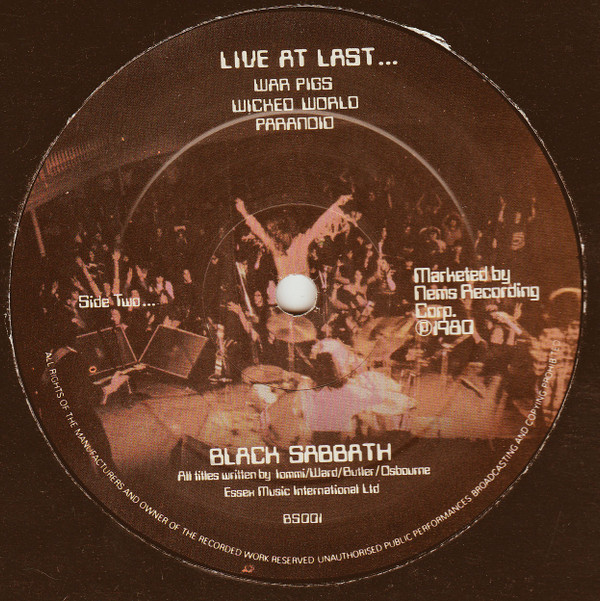 LIVE AT LAST...
WAR PIGS
WICKED WORLD
PARANOID
Side Two...
Marketed by
Nems Recording
Corp.
℗1980
BLACK SABBATH
All titles written by Iommi/Ward/Butler/Osbourne
Essex Music International Ltd
BS001
ALL RIGHTS OF THE MANUFACTURERS AND OWNER OF THE RECORDED WORK RESERVED UNAUTHORISED PUBLIC PERFORMANCES BROADCASTING AND COPYING PROHIBITED